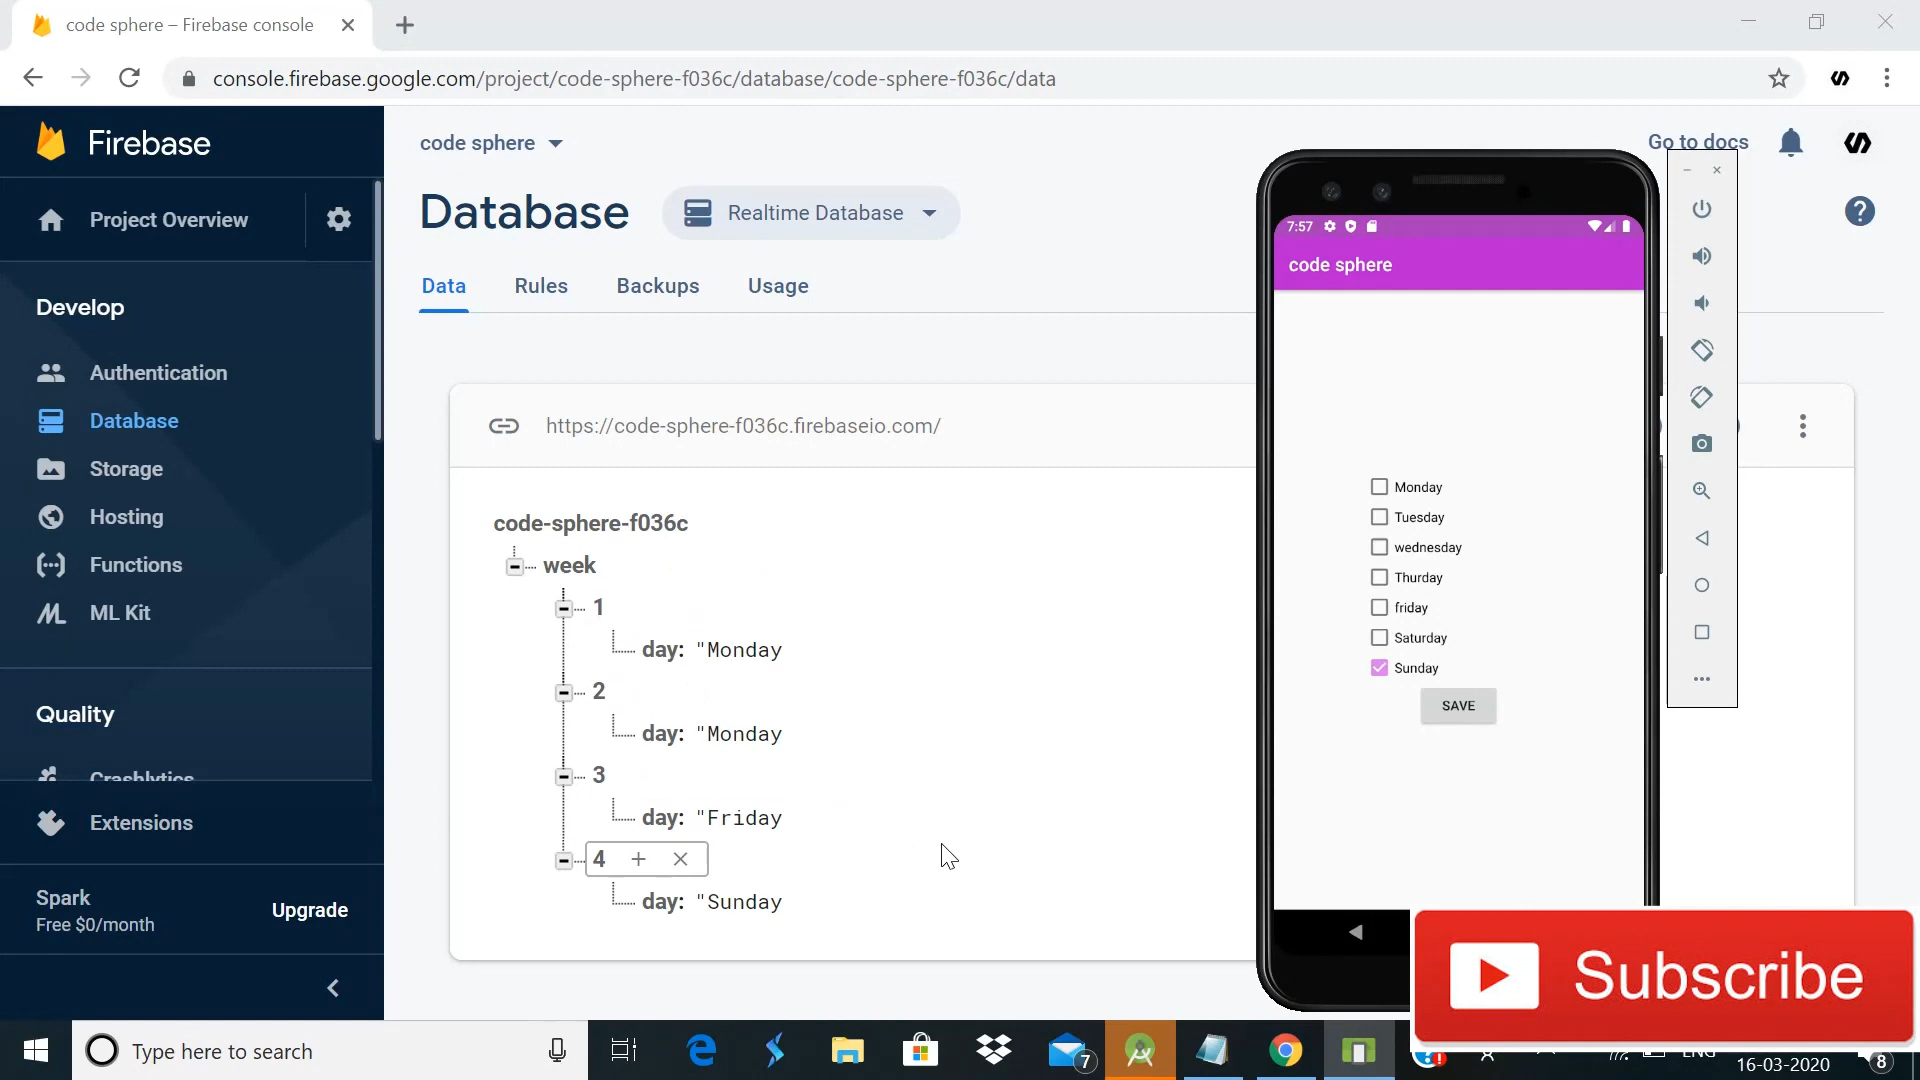 code sphere – Firebase console
console.firebase.google.com/project/code-sphere-f036c/database/code-sphere-f036c/data
Firebase
Project Overview
Develop
Authentication
Database
Storage
Hosting
Functions
ML Kit
Quality
Crashlytics
Extensions
Spark
Free $0/month
Upgrade
code sphere
Go to docs
Database
Realtime Database
Data
Rules
Backups
Usage
https://code-sphere-f036c.firebaseio.com/
code-sphere-f036c
week
1
day: "Monday
2
day: "Monday
3
day: "Friday
4
day: "Sunday
7:57
code sphere
Monday
Tuesday
wednesday
Thurday
friday
Saturday
Sunday
SAVE
Subscribe
Type here to search
7
ENG
16-03-2020
8